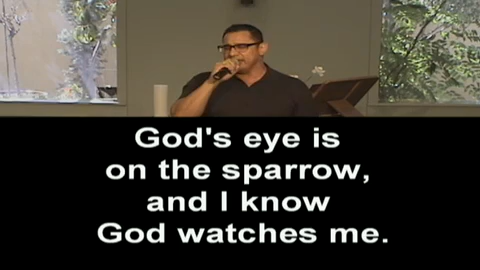 God's eye is
on the sparrow,
and I know
God watches me.